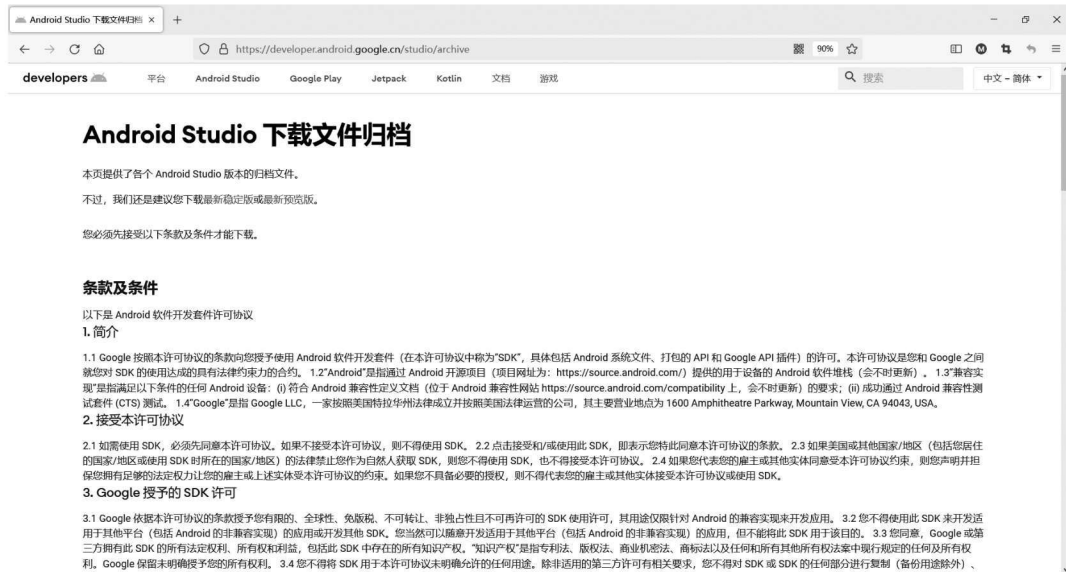 Android Studio 下载文件归档
https://developer.android.google.cn/studio/archive
90%
developers 平台 Android Studio Google Play Jetpack Kotlin 文档 游戏 搜索 中文 – 简体
Android Studio 下载文件归档
本页提供了各个 Android Studio 版本的归档文件。
不过，我们还是建议您下载最新稳定版或最新预览版。
您必须先接受以下条款及条件才能下载。
条款及条件
以下是 Android 软件开发套件许可协议
1. 简介
1.1 Google 按照本许可协议的条款向您授予使用 Android 软件开发套件（在本许可协议中称为“SDK”，具体包括 Android 系统文件、打包的 API 和 Google API 插件）的许可。本许可协议是您和 Google 之间
就您对 SDK 的使用达成的具有法律约束力的合约。 1.2“Android”是指通过 Android 开源项目（项目网址为：https://source.android.com/）提供的用于设备的 Android 软件堆栈（会不时更新）。 1.3“兼容实
现”是指满足以下条件的任何 Android 设备：(i) 符合 Android 兼容性定义文档（位于 Android 兼容性网站 https://source.android.com/compatibility 上，会不时更新）的要求；(ii) 成功通过 Android 兼容性测
试套件 (CTS) 测试。 1.4“Google”是指 Google LLC，一家按照美国特拉华州法律成立并按照美国法律运营的公司，其主要营业地点为 1600 Amphitheatre Parkway, Mountain View, CA 94043, USA。
2. 接受本许可协议
2.1 如需使用 SDK，必须先同意本许可协议。如果不接受本许可协议，则不得使用 SDK。 2.2 点击接受和/或使用此 SDK，即表示您特此同意本许可协议的条款。 2.3 如果美国或其他国家/地区（包括您居住
的国家/地区或使用 SDK 时所在的国家/地区）的法律禁止您作为自然人获取 SDK，则您不得使用 SDK，也不得接受本许可协议。 2.4 如果您代表您的雇主或其他实体同意受本许可协议约束，则您声明并担
保您拥有足够的法定权力让您的雇主或上述实体受本许可协议的约束。如果您不具备必要的授权，则不得代表您的雇主或其他实体接受本许可协议或使用 SDK。
3. Google 授予的 SDK 许可
3.1 Google 依据本许可协议的条款授予您有限的、全球性、免版税、不可转让、非独占性且不可再许可的 SDK 使用许可，其用途仅限针对 Android 的兼容实现来开发应用。 3.2 您不得使用此 SDK 来开发适
用于其他平台（包括 Android 的非兼容实现）的应用或开发其他 SDK。您当然可以随意开发适用于其他平台（包括 Android 的非兼容实现）的应用，但不能将此 SDK 用于该目的。 3.3 您同意，Google 或第
三方拥有此 SDK 的所有法定权利、所有权和利益，包括此 SDK 中存在的所有知识产权。“知识产权”是指专利法、版权法、商业机密法、商标法以及任何和所有其他所有权法案中现行规定的任何及所有权
利。Google 保留未明确授予您的所有权利。 3.4 您不得将 SDK 用于本许可协议未明确允许的任何用途。除非适用的第三方许可有相关要求，您不得对 SDK 或 SDK 的任何部分进行复制（备份用途除外）、